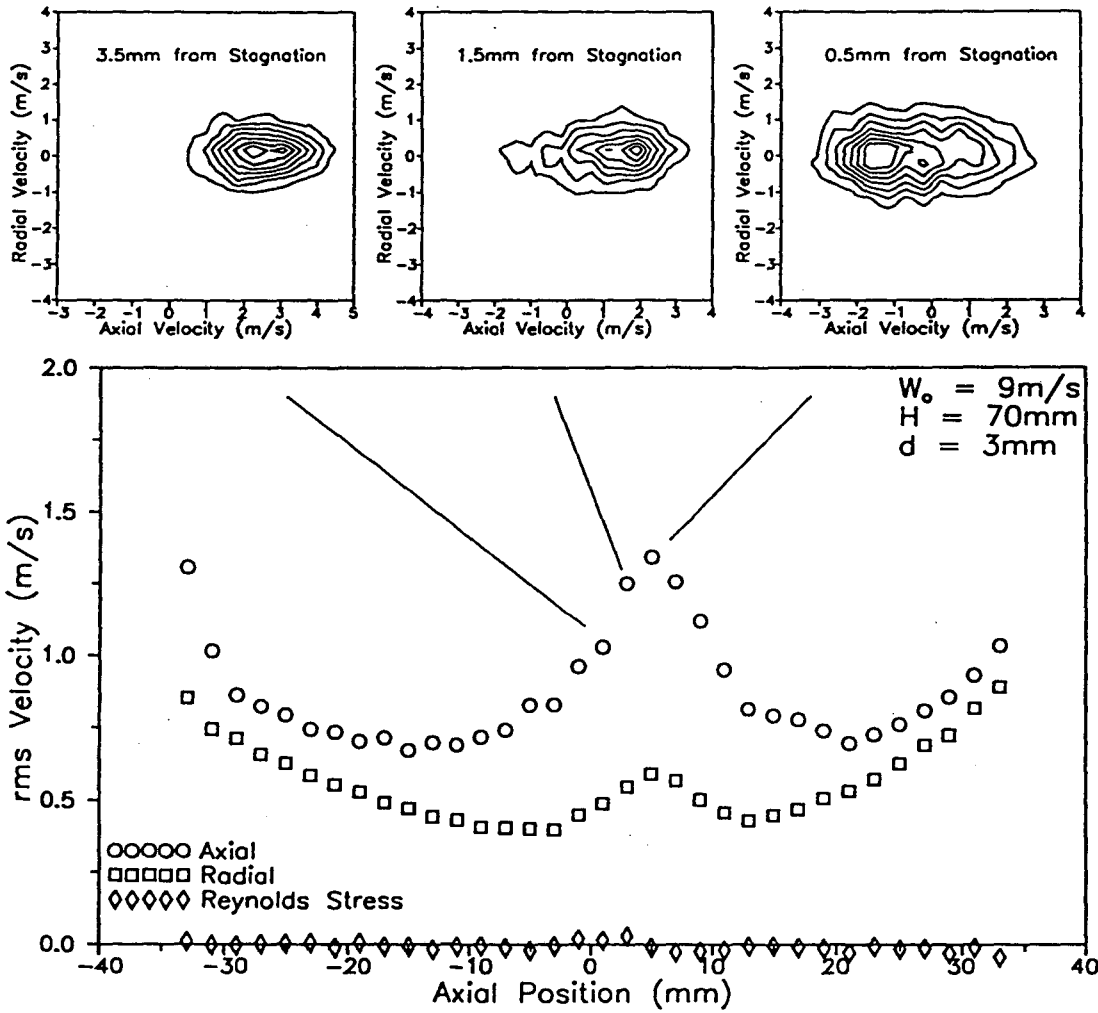 4
3
2
1
0
-1
-2
-3
-4
Radial Velocity (m/s)
3.5mm from Stagnation
-3 -2 -1 0 1 2 3 4 5
Axial Velocity (m/s)
4
3
2
1
0
-1
-2
-3
-4
Radial Velocity (m/s)
1.5mm from Stagnation
-4 -3 -2 -1 0 1 2 3 4
Axial Velocity (m/s)
4
3
2
1
0
-1
-2
-3
-4
Radial Velocity (m/s)
0.5mm from Stagnation
-4 -3 -2 -1 0 1 2 3 4
Axial Velocity (m/s)
2.0
1.5
1.0
0.5
0.0
rms Velocity (m/s)
W₀ = 9m/s
H = 70mm
d = 3mm
Axial
Radial
Reynolds Stress
-40 -30 -20 -10 0 10 20 30 40
Axial Position (mm)